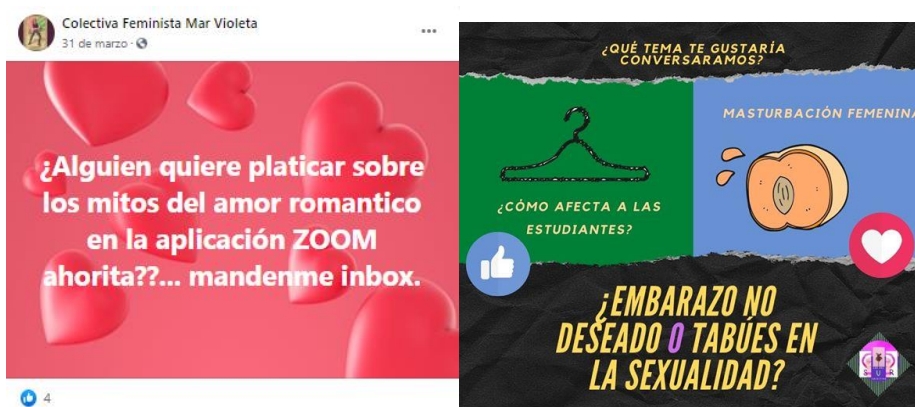 Colectiva Feminista Mar Violeta
31 de marzo
¿Alguien quiere platicar sobre
los mitos del amor romantico
en la aplicación ZOOM
ahorita??... mandenme inbox.
4
¿QUÉ TEMA TE GUSTARÍA
CONVERSARAMOS?
¿CÓMO AFECTA A LAS
ESTUDIANTES?
MASTURBACIÓN FEMENINA
¿EMBARAZO NO
DESEADO O TABÚES EN
LA SEXUALIDAD?